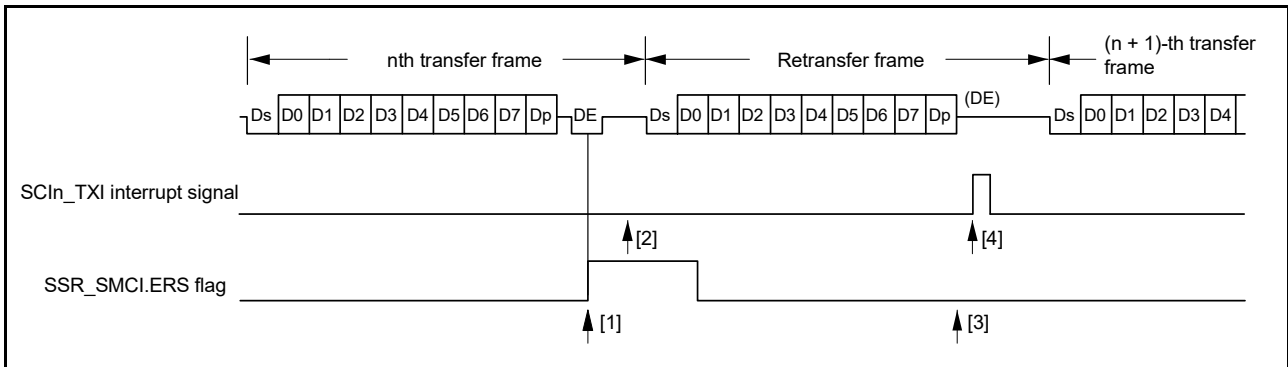 nth transfer frame
Retransfer frame
(n + 1)-th transfer
frame
Ds D0 D1 D2 D3 D4 D5 D6 D7 Dp DE Ds D0 D1 D2 D3 D4 D5 D6 D7 Dp (DE) Ds D0 D1 D2 D3 D4
SCIn_TXI interrupt signal
[2] [4]
SSR_SMCI.ERS flag
[1] [3]